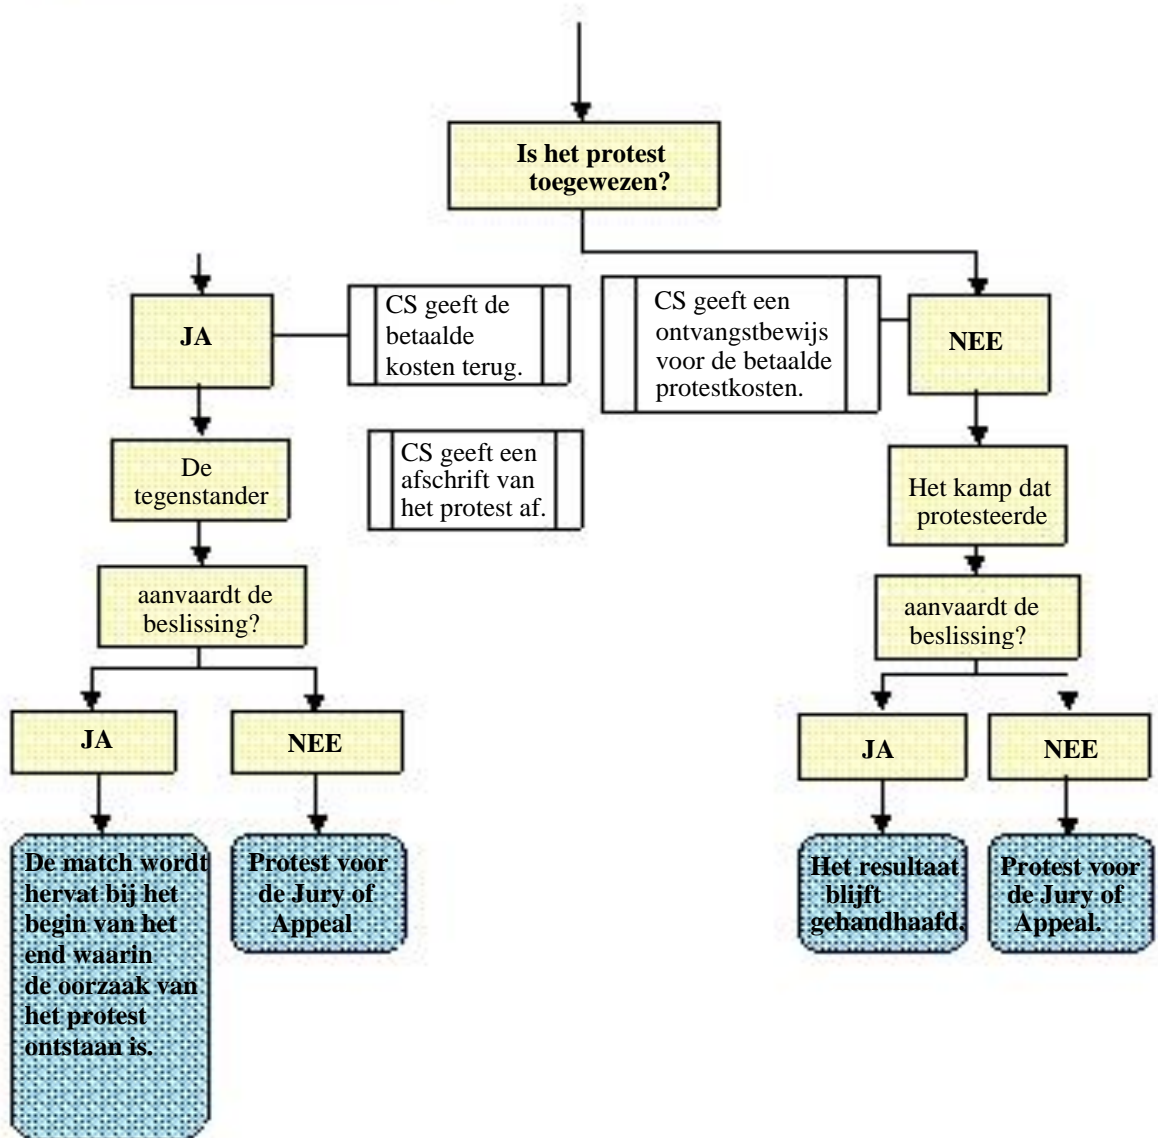 Is het protest
toegewezen?
JA
CS geeft de
betaalde
kosten terug.
CS geeft een
ontvangstbewijs
voor de betaalde
protestkosten.
NEE
De
tegenstander
CS geeft een
afschrift van
het protest af.
Het kamp dat
protesteerde
aanvaardt de
beslissing?
aanvaardt de
beslissing?
JA
NEE
JA
NEE
De match wordt
hervat bij het
begin van het
end waarin
de oorzaak van
het protest
ontstaan is.
Protest voor
de Jury of
Appeal
Het resultaat
blijft
gehandhaafd.
Protest voor
de Jury of
Appeal.